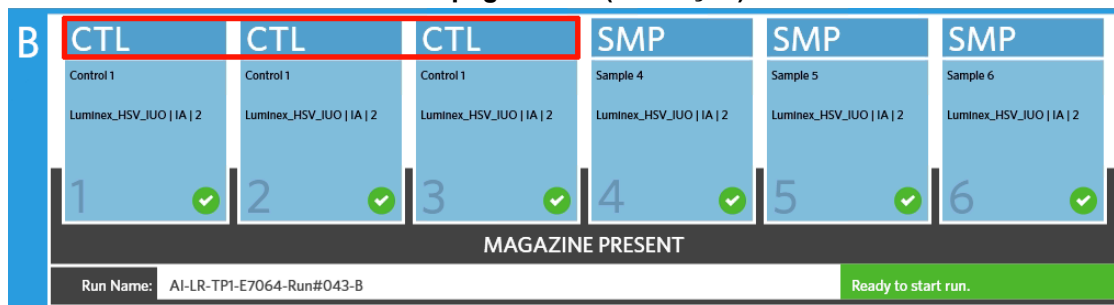 B
CTL CTL CTL SMP SMP SMP
Control 1 Control 1 Control 1 Sample 4 Sample 5 Sample 6
Luminex_HSV_IUO | IA | 2 Luminex_HSV_IUO | IA | 2 Luminex_HSV_IUO | IA | 2 Luminex_HSV_IUO | IA | 2 Luminex_HSV_IUO | IA | 2 Luminex_HSV_IUO | IA | 2
1 2 3 4 5 6
MAGAZINE PRESENT
Run Name: AI-LR-TP1-E7064-Run#043-B Ready to start run.